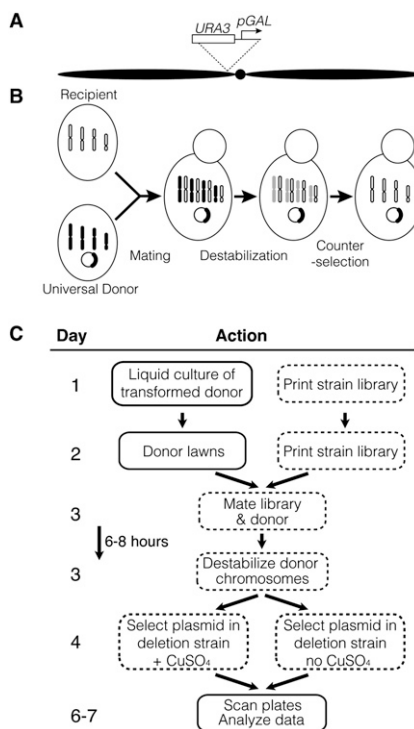 A
URA3 pGAL
B
Recipient
Universal Donor
Mating
Destabilization
Counter
-selection
C
Day Action
1
Liquid culture of
transformed donor
Print strain library
2
Donor lawns
Print strain library
3
Mate library
& donor
6-8 hours
3
Destabilize donor
chromosomes
4
Select plasmid in
deletion strain
+ CuSO₄
Select plasmid in
deletion strain
no CuSO₄
6-7
Scan plates
Analyze data